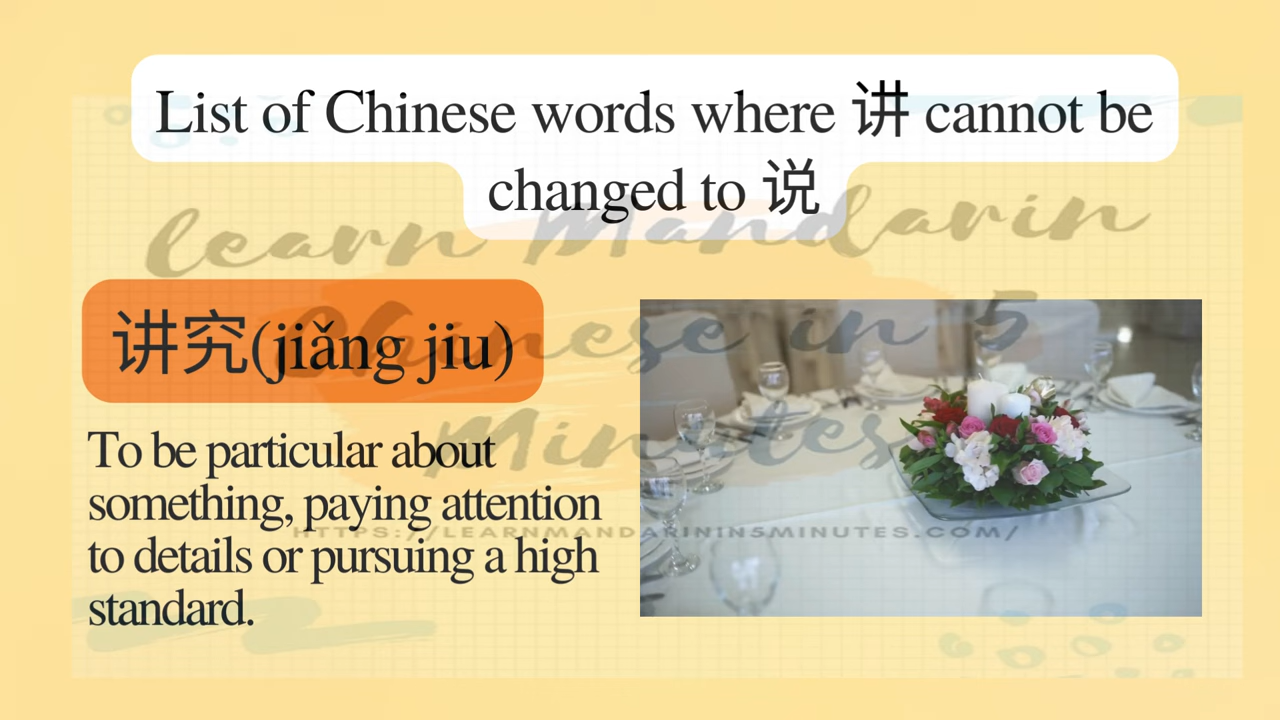 List of Chinese words where 讲 cannot be
changed to 说
learn Mandarin
Chinese in 5
Minutes
HTTPS://LEARNMANDARININ5MINUTES.COM/
讲究(jiǎng jiu)
To be particular about
something, paying attention
to details or pursuing a high
standard.